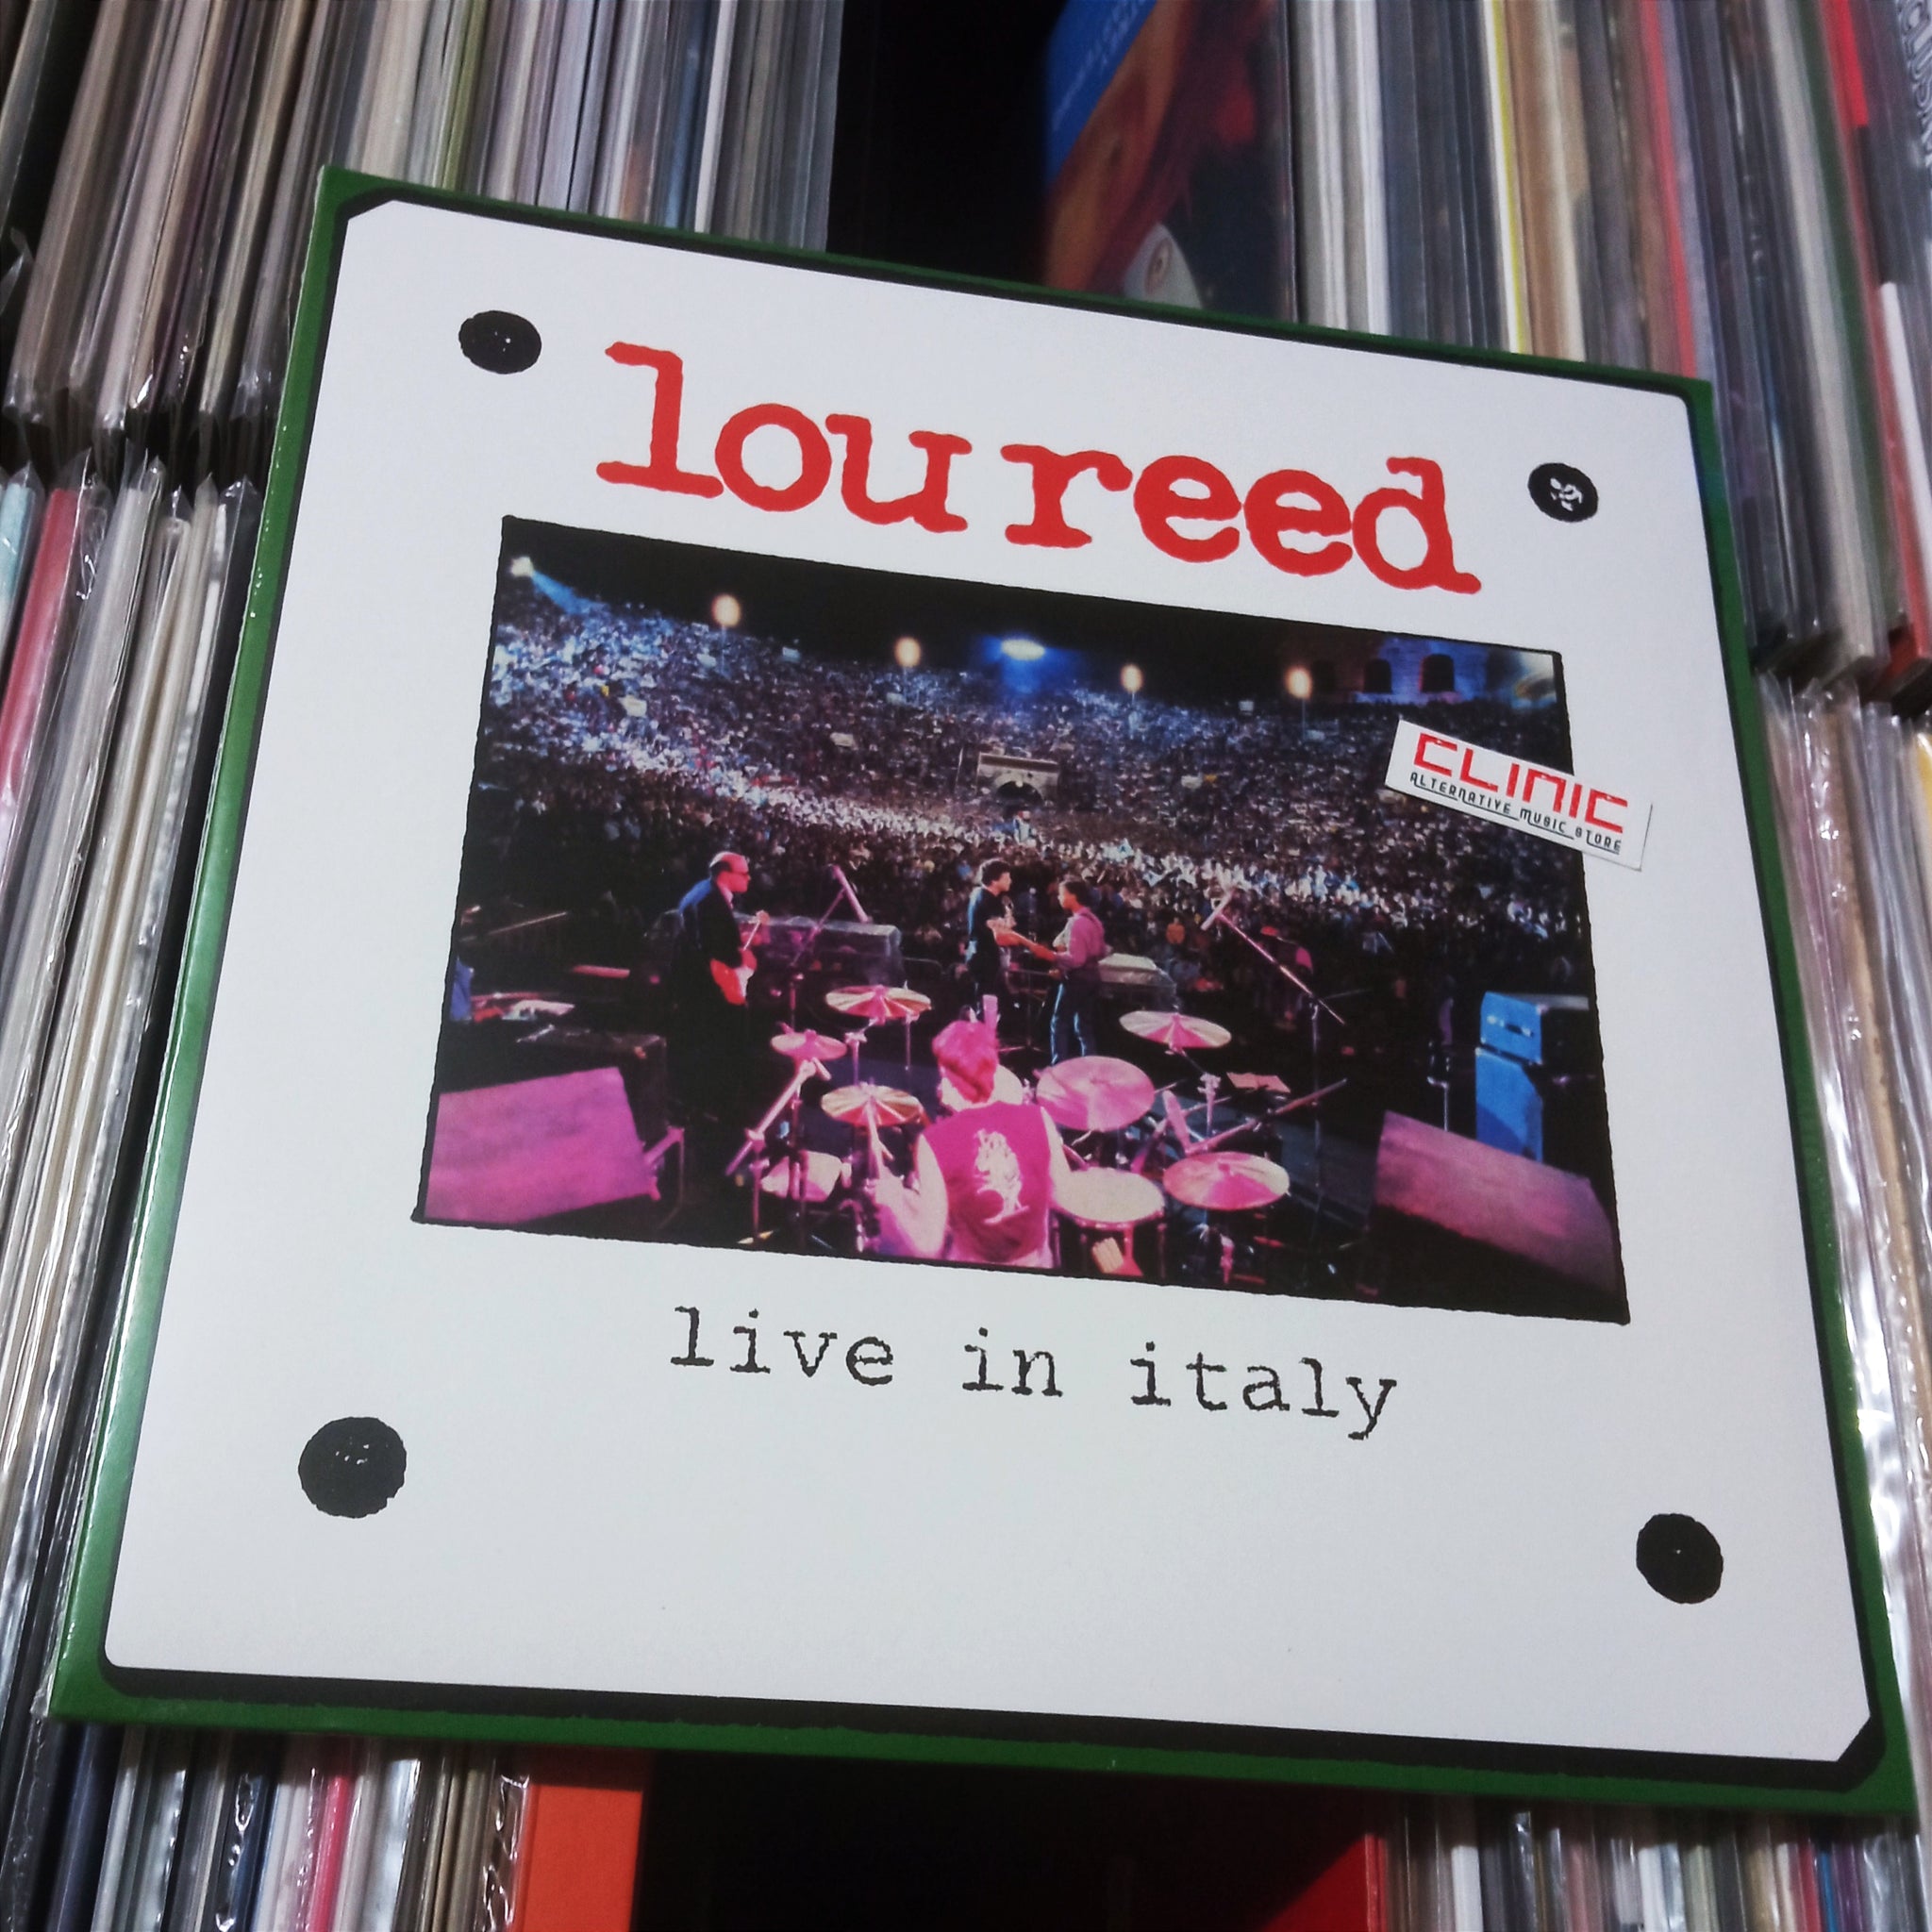 lou reed
CLINIC
ALTERNATIVE MUSIC STORE
live in italy